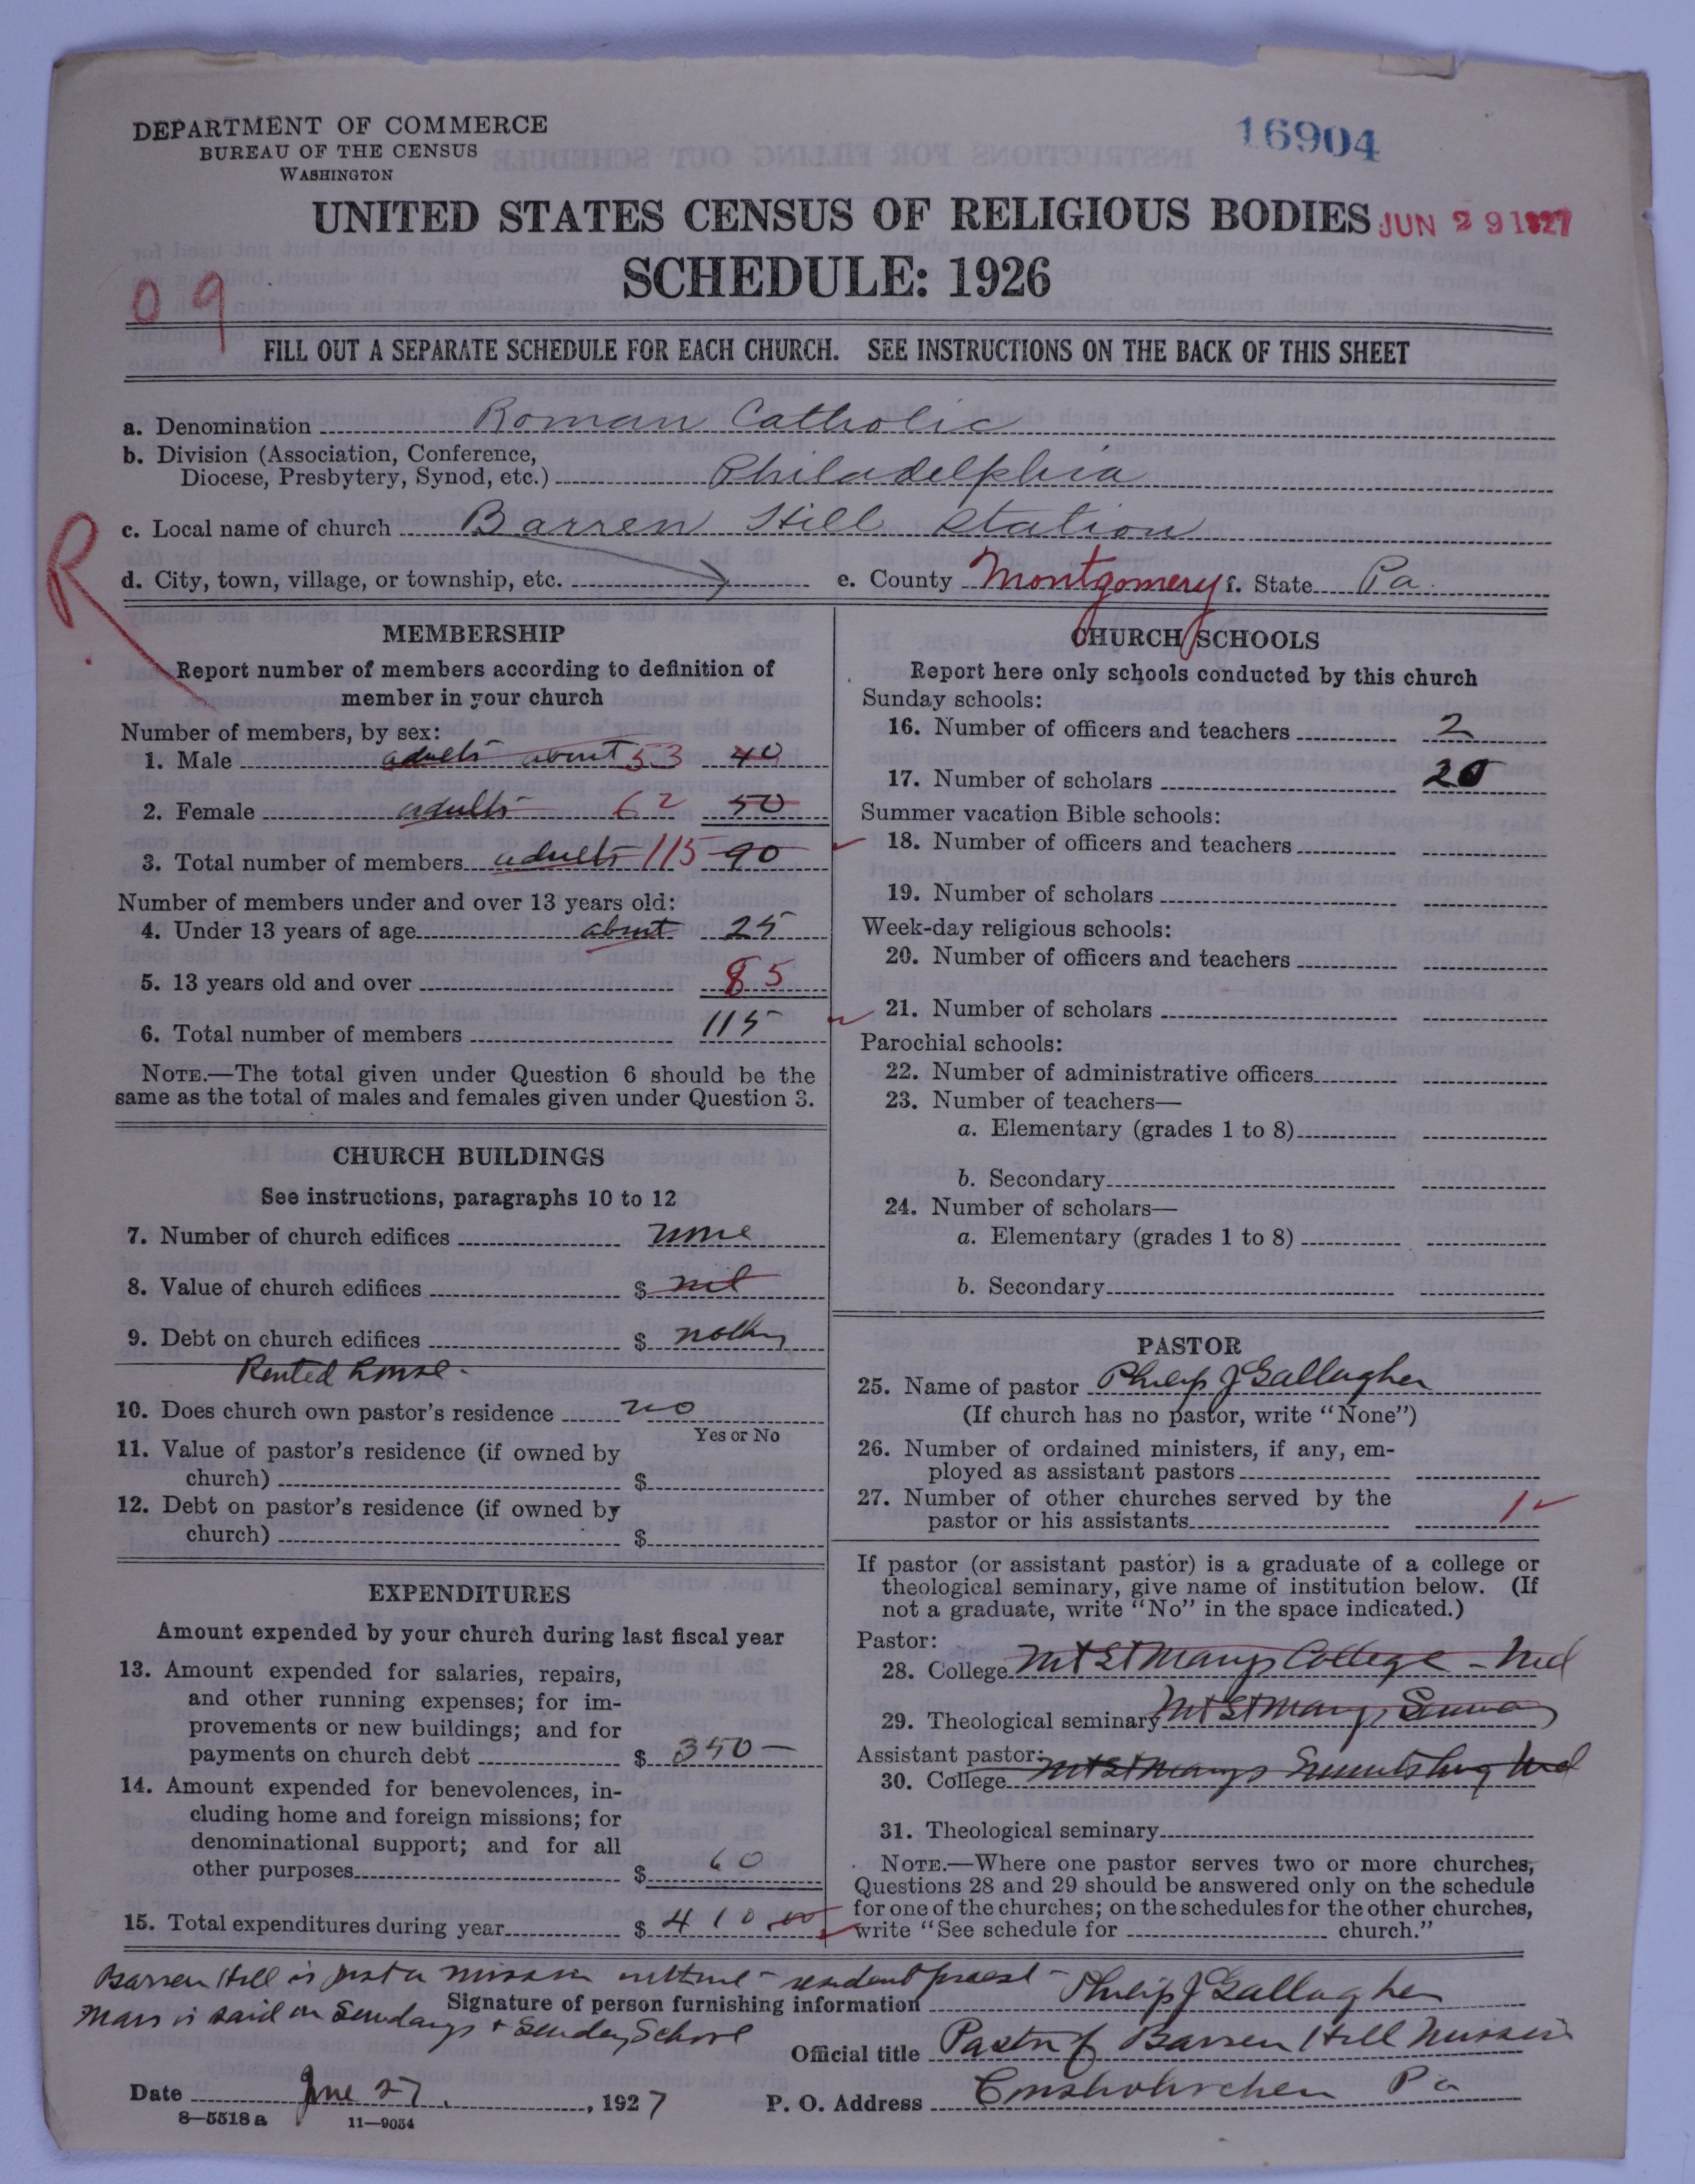 DEPARTMENT OF COMMERCE
BUREAU OF THE CENSUS
WASHINGTON
16904
UNITED STATES CENSUS OF RELIGIOUS BODIES
JUN 29 1927
SCHEDULE: 1926
09
FILL OUT A SEPARATE SCHEDULE FOR EACH CHURCH. SEE INSTRUCTIONS ON THE BACK OF THIS SHEET
a. Denomination Roman Catholic
b. Division (Association, Conference,
Diocese, Presbytery, Synod, etc.) Philadelphia
R
c. Local name of church Barren Hill Station
d. City, town, village, or township, etc. e. County Montgomery f. State Pa.
MEMBERSHIP
Report number of members according to definition of
member in your church
Number of members, by sex:
1. Male adults about 53 40
2. Female adults 62 50
3. Total number of members adults 115 90
Number of members under and over 13 years old:
4. Under 13 years of age about 25
5. 13 years old and over 85
6. Total number of members 115
NOTE.—The total given under Question 6 should be the
same as the total of males and females given under Question 3.
CHURCH BUILDINGS
See instructions, paragraphs 10 to 12
7. Number of church edifices none
8. Value of church edifices $ nil
9. Debt on church edifices $ nothing
Rented house.
10. Does church own pastor's residence no
Yes or No
11. Value of pastor's residence (if owned by
church) $
12. Debt on pastor's residence (if owned by
church) $
EXPENDITURES
Amount expended by your church during last fiscal year
13. Amount expended for salaries, repairs,
and other running expenses; for im-
provements or new buildings; and for
payments on church debt $ 350—
14. Amount expended for benevolences, in-
cluding home and foreign missions; for
denominational support; and for all
other purposes $ 60
15. Total expenditures during year $ 410.00
CHURCH SCHOOLS
Report here only schools conducted by this church
Sunday schools:
16. Number of officers and teachers 2
17. Number of scholars 20
Summer vacation Bible schools:
18. Number of officers and teachers
19. Number of scholars
Week-day religious schools:
20. Number of officers and teachers
21. Number of scholars
Parochial schools:
22. Number of administrative officers
23. Number of teachers—
a. Elementary (grades 1 to 8)
b. Secondary
24. Number of scholars—
a. Elementary (grades 1 to 8)
b. Secondary
PASTOR
25. Name of pastor Philip J Gallagher
(If church has no pastor, write "None")
26. Number of ordained ministers, if any, em-
ployed as assistant pastors
27. Number of other churches served by the
pastor or his assistants 1
If pastor (or assistant pastor) is a graduate of a college or
theological seminary, give name of institution below. (If
not a graduate, write "No" in the space indicated.)
Pastor:
28. College Mt St Marys College - Md
29. Theological seminary Mt St Marys Seminary
Assistant pastor:
30. College Mt St Marys Emmitsburg Md
31. Theological seminary
NOTE.—Where one pastor serves two or more churches,
Questions 28 and 29 should be answered only on the schedule
for one of the churches; on the schedules for the other churches,
write "See schedule for church."
Barren Hill is just a mission without resident priest
Mass is said on Sundays + Sunday School
Signature of person furnishing information Philip J Gallagher
Official title Pastor of Barren Hill Mission
Date June 27, 1927 P. O. Address Conshohocken Pa
8—5518 a 11—9054